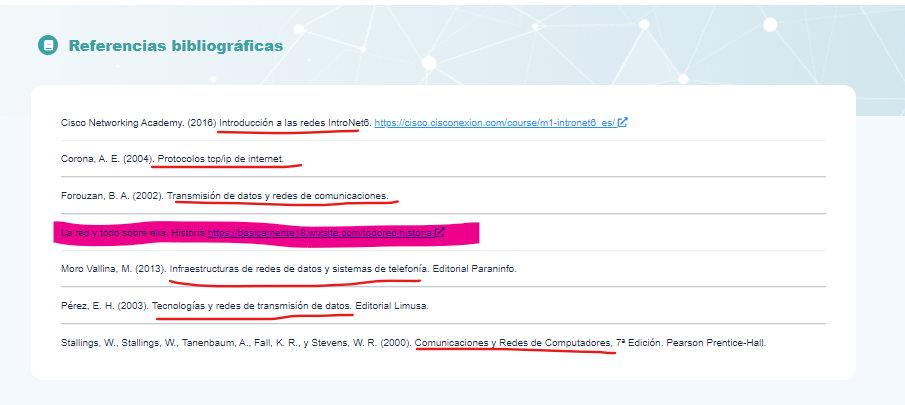 Referencias bibliográficas
Cisco Networking Academy. (2016) Introducción a las redes IntroNet6. https://cisco.cisconexion.com/course/m1-intronet6_es/
Corona, A. E. (2004). Protocolos tcp/ip de internet.
Forouzan, B. A. (2002). Transmisión de datos y redes de comunicaciones.
La red y todo sobre ella. Historia https://basicamente18.wixsite.com/todored/historia
Moro Vallina, M. (2013). Infraestructuras de redes de datos y sistemas de telefonía. Editorial Paraninfo.
Pérez, E. H. (2003). Tecnologías y redes de transmisión de datos. Editorial Limusa.
Stallings, W., Stallings, W., Tanenbaum, A., Fall, K. R., y Stevens, W. R. (2000). Comunicaciones y Redes de Computadores, 7ª Edición. Pearson Prentice-Hall.